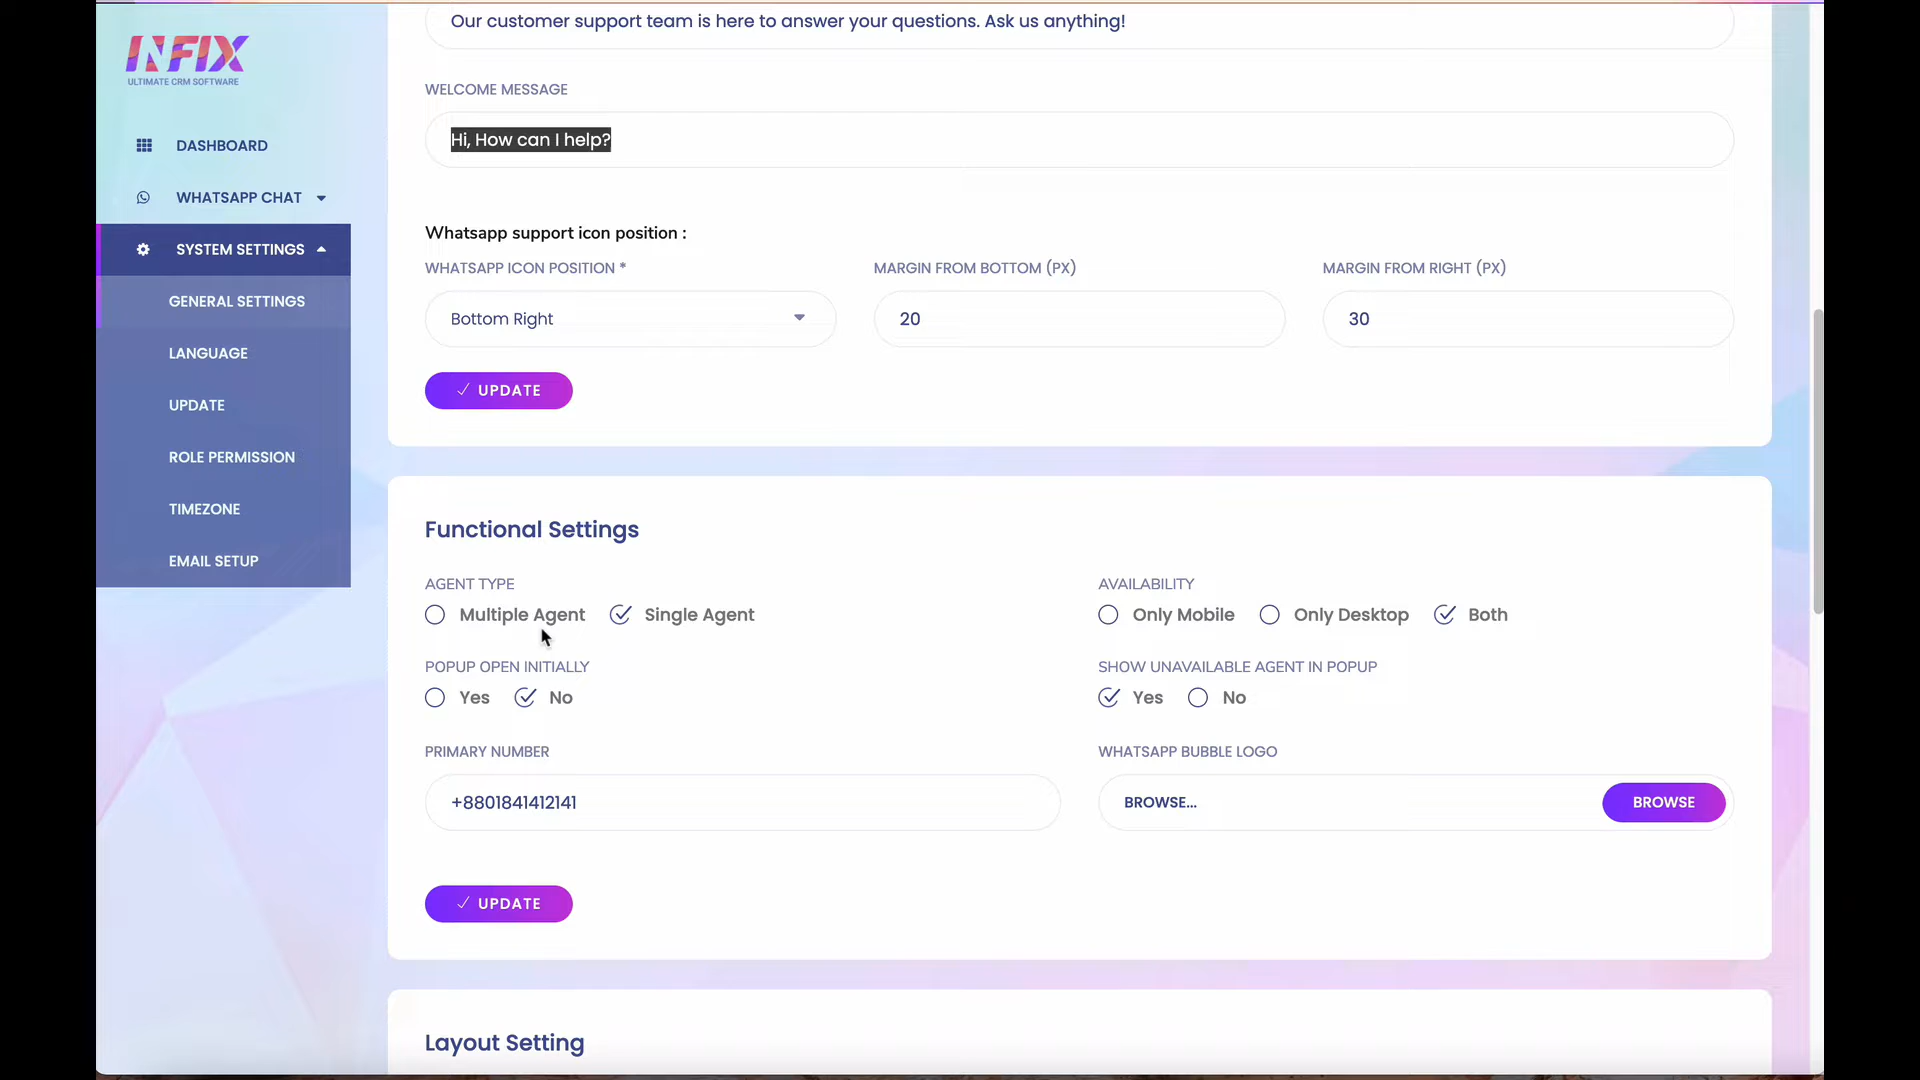 Our customer support team is here to answer your questions. Ask us anything!
INFIX
ULTIMATE CRM SOFTWARE
WELCOME MESSAGE
Hi, How can I help?
DASHBOARD
WHATSAPP CHAT
SYSTEM SETTINGS
GENERAL SETTINGS
LANGUAGE
UPDATE
ROLE PERMISSION
TIMEZONE
EMAIL SETUP
Whatsapp support icon position :
WHATSAPP ICON POSITION *
MARGIN FROM BOTTOM (PX)
MARGIN FROM RIGHT (PX)
Bottom Right
20
30
UPDATE
Functional Settings
AGENT TYPE
Multiple Agent
Single Agent
AVAILABILITY
Only Mobile
Only Desktop
Both
POPUP OPEN INITIALLY
Yes
No
SHOW UNAVAILABLE AGENT IN POPUP
Yes
No
PRIMARY NUMBER
+8801841412141
WHATSAPP BUBBLE LOGO
BROWSE...
BROWSE
UPDATE
Layout Setting